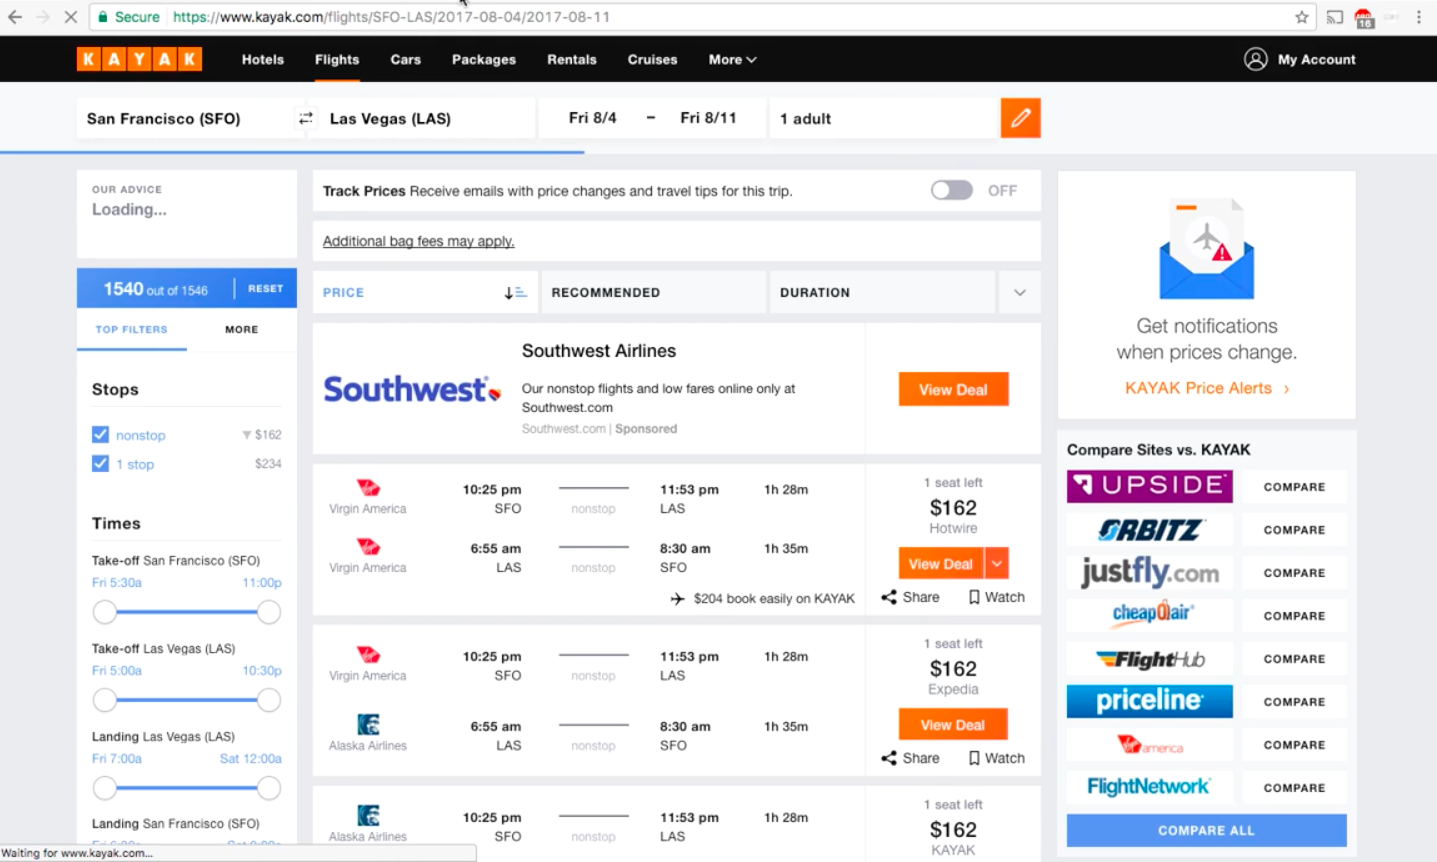 Secure https://www.kayak.com/flights/SFO-LAS/2017-08-04/2017-08-11
16
KAYAK Hotels Flights Cars Packages Rentals Cruises More My Account
San Francisco (SFO) Las Vegas (LAS) Fri 8/4 – Fri 8/11 1 adult
OUR ADVICE
Loading...
1540 out of 1546 RESET
TOP FILTERS MORE
Stops
nonstop $162
1 stop $234
Times
Take-off San Francisco (SFO)
Fri 5:30a 11:00p
Take-off Las Vegas (LAS)
Fri 5:00a 10:30p
Landing Las Vegas (LAS)
Fri 7:00a Sat 12:00a
Landing San Francisco (SFO)
Waiting for www.kayak.com...
Track Prices Receive emails with price changes and travel tips for this trip. OFF
Additional bag fees may apply.
PRICE RECOMMENDED DURATION
Southwest
Southwest Airlines
Our nonstop flights and low fares online only at
Southwest.com
Southwest.com | Sponsored
View Deal
Virgin America 10:25 pm 11:53 pm 1h 28m
SFO nonstop LAS
Virgin America 6:55 am 8:30 am 1h 35m
LAS nonstop SFO
$204 book easily on KAYAK
1 seat left
$162
Hotwire
View Deal
Share Watch
Virgin America 10:25 pm 11:53 pm 1h 28m
SFO nonstop LAS
Alaska Airlines 6:55 am 8:30 am 1h 35m
LAS nonstop SFO
1 seat left
$162
Expedia
View Deal
Share Watch
Alaska Airlines 10:25 pm 11:53 pm 1h 28m
SFO nonstop LAS
1 seat left
$162
KAYAK
Get notifications
when prices change.
KAYAK Price Alerts ›
Compare Sites vs. KAYAK
UPSIDE COMPARE
ORBITZ COMPARE
justfly.com COMPARE
cheapOair COMPARE
FlightHub COMPARE
priceline COMPARE
america COMPARE
FlightNetwork COMPARE
COMPARE ALL